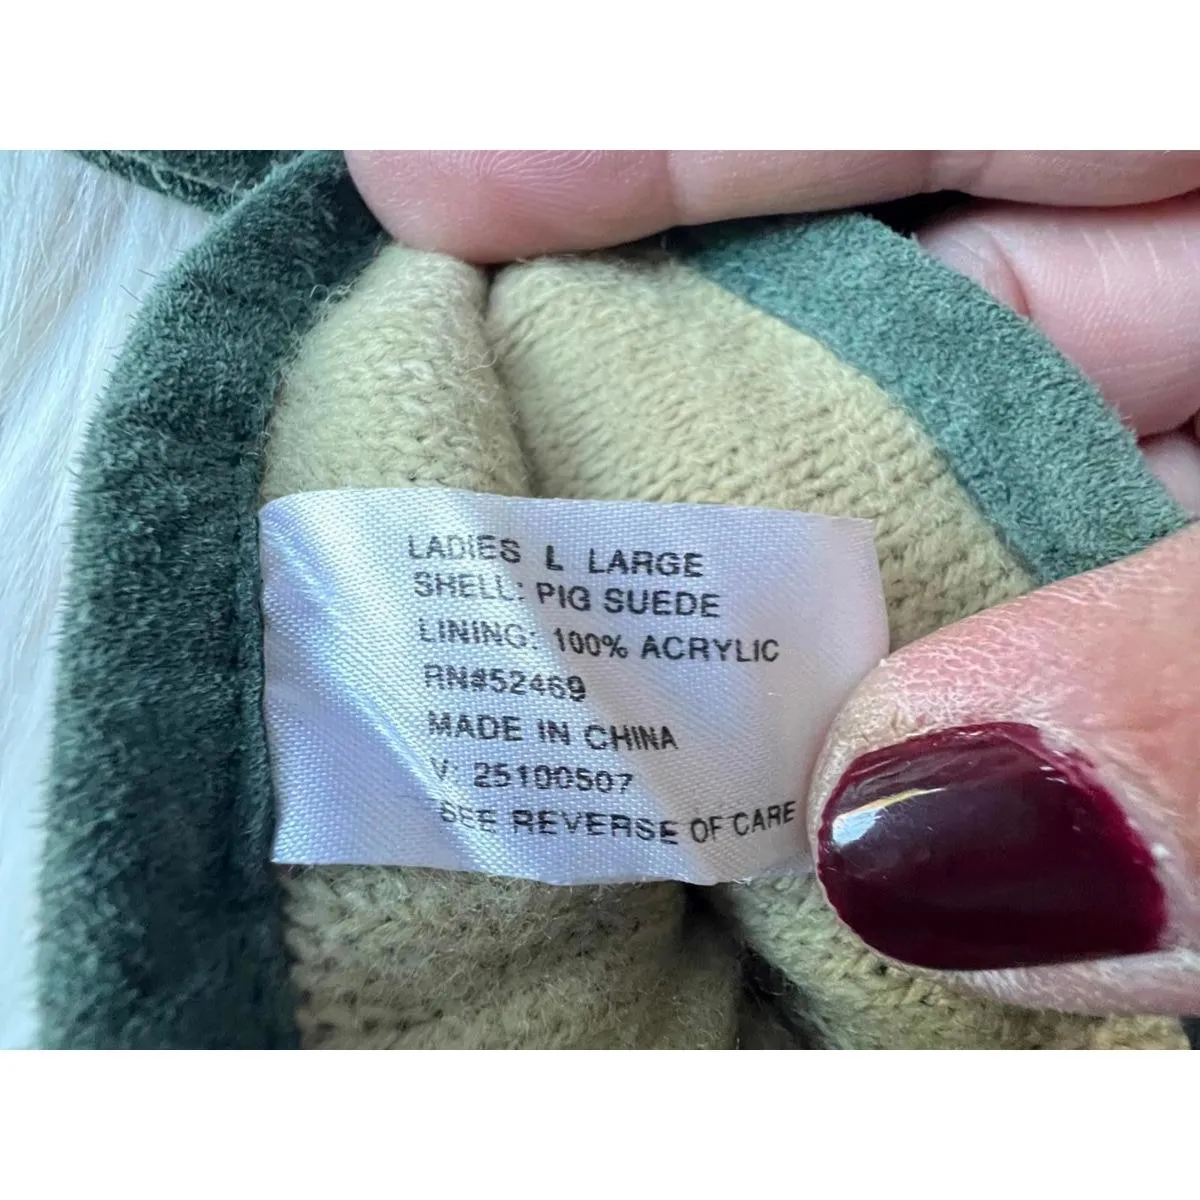 LADIES L LARGE
SHELL: PIG SUEDE
LINING: 100% ACRYLIC
RN#52469
MADE IN CHINA
V: 25100507
SEE REVERSE OF CARE